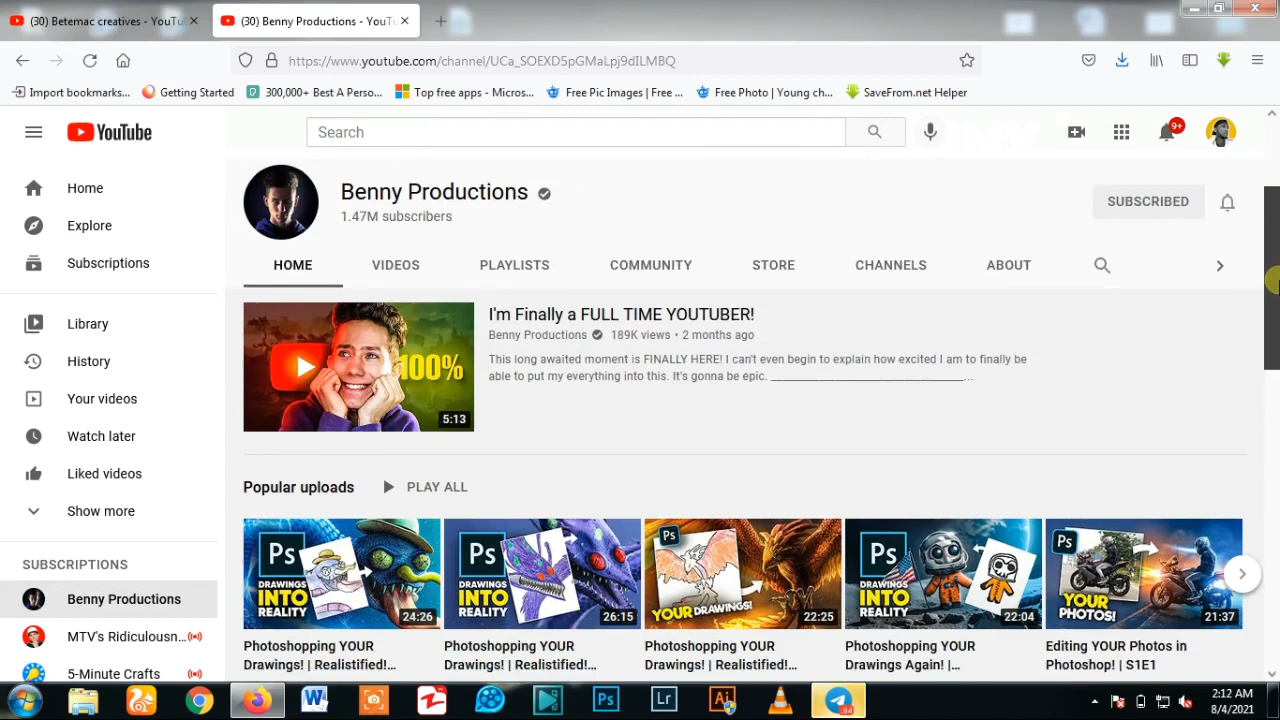 (30) Betemac creatives - YouTu
(30) Benny Productions - YouTu
https://www.youtube.com/channel/UCa_SOEXD5pGMaLpj9dILMBQ
Import bookmarks...
Getting Started
300,000+ Best A Perso...
Top free apps - Micros...
Free Pic Images | Free ...
Free Photo | Young ch...
SaveFrom.net Helper
YouTube
Search
9+
Home
Explore
Subscriptions
Library
History
Your videos
Watch later
Liked videos
Show more
SUBSCRIPTIONS
Benny Productions
MTV's Ridiculousn...
5-Minute Crafts
Benny Productions
1.47M subscribers
SUBSCRIBED
HOME
VIDEOS
PLAYLISTS
COMMUNITY
STORE
CHANNELS
ABOUT
100%
5:13
I'm Finally a FULL TIME YOUTUBER!
Benny Productions 189K views • 2 months ago
This long awaited moment is FINALLY HERE! I can't even begin to explain how excited I am to finally be
able to put my everything into this. It's gonna be epic. ______________________________...
Popular uploads
PLAY ALL
Ps
DRAWINGS
INTO
REALITY
24:26
Photoshopping YOUR
Drawings! | Realistified!...
Ps
DRAWINGS
INTO
REALITY
26:15
Photoshopping YOUR
Drawings! | Realistified!...
Ps
YOUR DRAWINGS!
22:25
Photoshopping YOUR
Drawings! | Realistified!...
Ps
DRAWINGS
INTO
REALITY
22:04
Photoshopping YOUR
Drawings Again! |...
Ps
YOUR
PHOTOS!
21:37
Editing YOUR Photos in
Photoshop! | S1E1
W
Ps
Lr
Ai
94
2:12 AM
8/4/2021